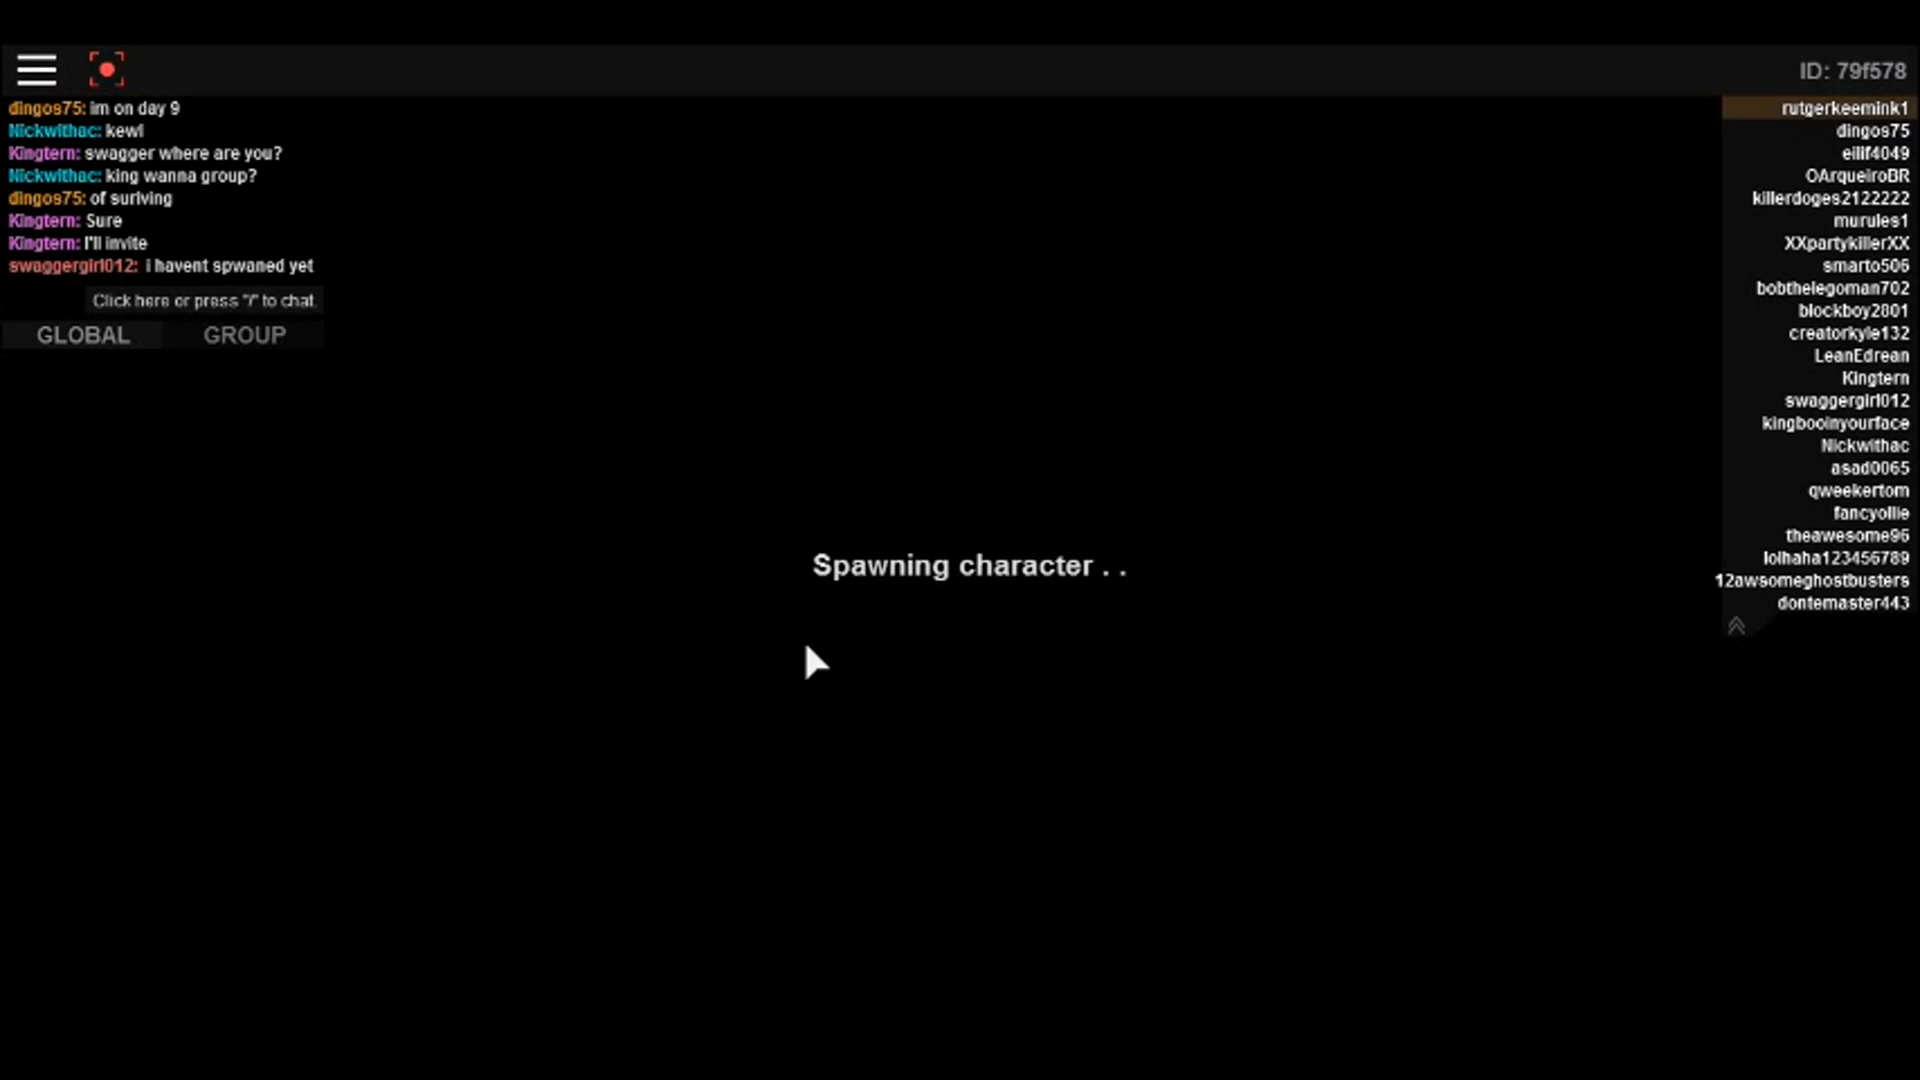 ID: 79f578
dingos75: im on day 9
Nickwithac: kewl
Kingtern: swagger where are you?
Nickwithac: king wanna group?
dingos75: of suriving
Kingtern: Sure
Kingtern: I'll invite
swaggergirl012: i havent spwaned yet
Click here or press "/" to chat
GLOBAL GROUP
rutgerkeemink1
dingos75
eilif4049
OArqueiroBR
killerdoges2122222
murules1
XXpartykillerXX
smarto506
bobthelegoman702
blockboy2801
creatorkyle132
LeanEdrean
Kingtern
swaggergirl012
kingbooinyourface
Nickwithac
asad0065
qweekertom
fancyollie
theawesome96
lolhaha123456789
12awsomeghostbusters
dontemaster443
Spawning character . .